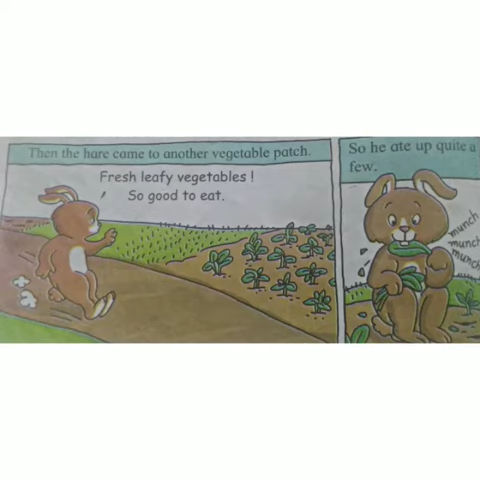 Then the hare came to another vegetable patch.
Fresh leafy vegetables !
So good to eat.
So he ate up quite a
few.
munch
munch
munch